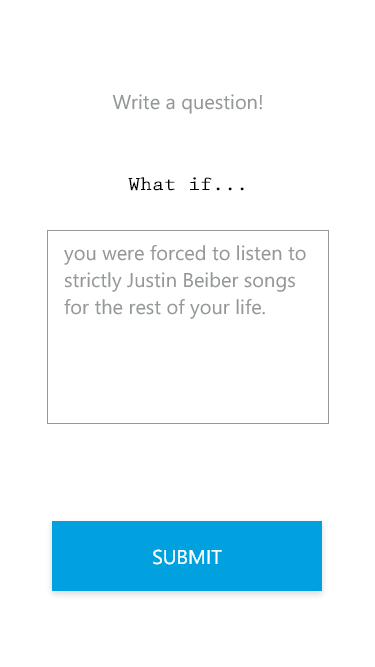 Write a question!
What if...
you were forced to listen to
strictly Justin Beiber songs
for the rest of your life.
SUBMIT